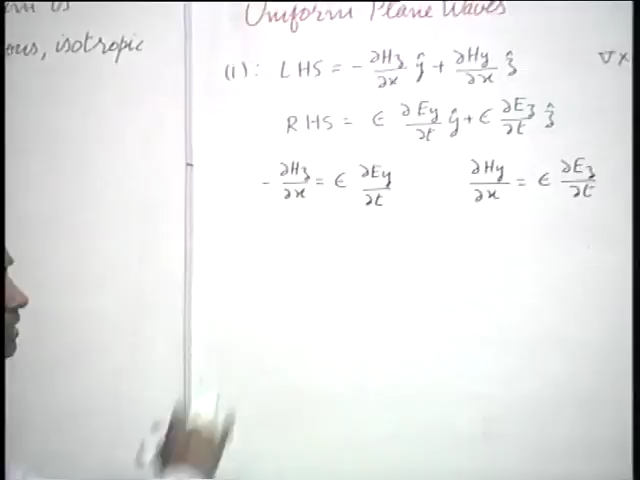 Uniform Plane Waves
ous, isotropic
(1): LHS = - ∂Hz/∂x ŷ + ∂Hy/∂x ẑ
∇×
RHS = ϵ ∂Ey/∂t ŷ + ϵ ∂Ez/∂t ẑ
- ∂Hz/∂x = ϵ ∂Ey/∂t ∂Hy/∂x = ϵ ∂Ez/∂t